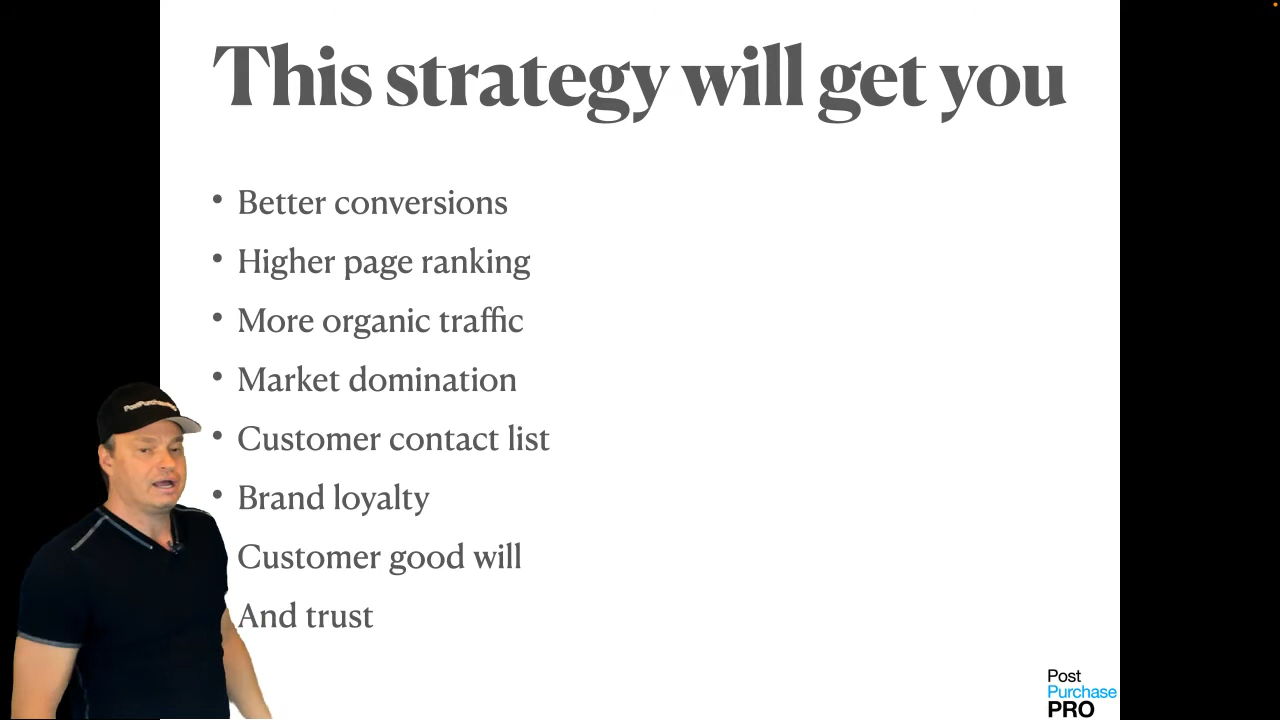 This strategy will get you
• Better conversions
• Higher page ranking
• More organic traffic
• Market domination
• Customer contact list
• Brand loyalty
Customer good will
And trust
Post
Purchase
PRO